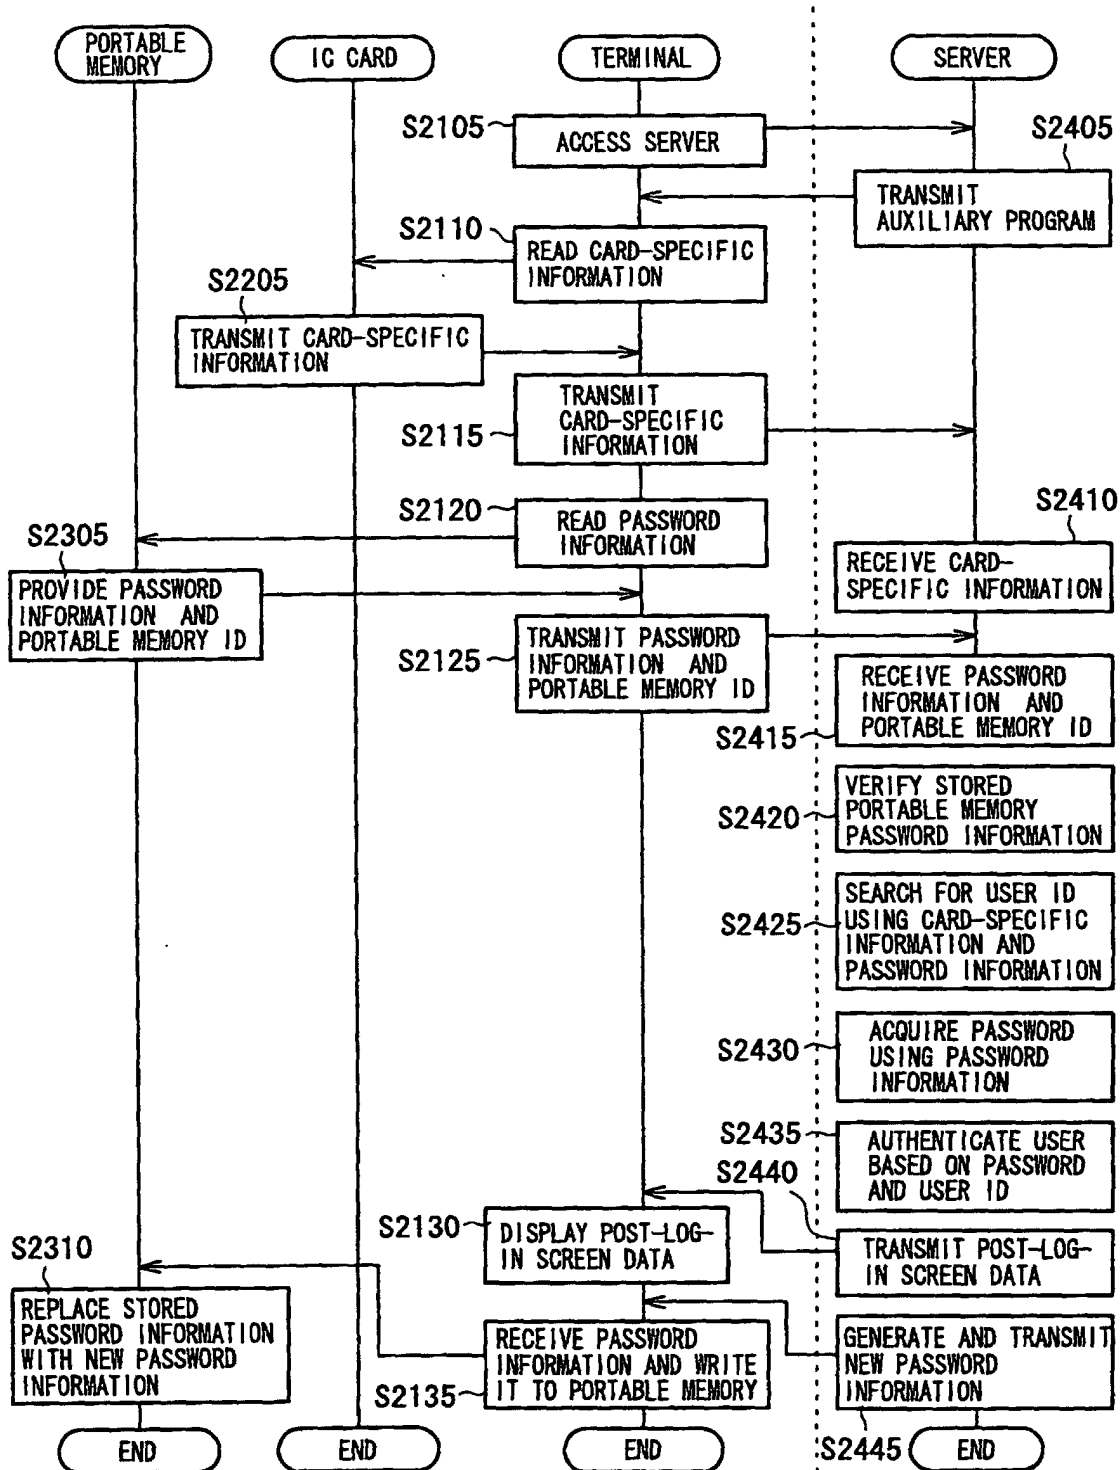 PORTABLE
MEMORY
IC CARD
TERMINAL
SERVER
S2105
ACCESS SERVER
S2405
TRANSMIT
AUXILIARY PROGRAM
S2110
READ CARD-SPECIFIC
INFORMATION
S2205
TRANSMIT CARD-SPECIFIC
INFORMATION
S2115
TRANSMIT
CARD-SPECIFIC
INFORMATION
S2120
READ PASSWORD
INFORMATION
S2410
RECEIVE CARD-
SPECIFIC INFORMATION
S2305
PROVIDE PASSWORD
INFORMATION AND
PORTABLE MEMORY ID
S2125
TRANSMIT PASSWORD
INFORMATION AND
PORTABLE MEMORY ID
RECEIVE PASSWORD
INFORMATION AND
PORTABLE MEMORY ID
S2415
VERIFY STORED
PORTABLE MEMORY
PASSWORD INFORMATION
S2420
SEARCH FOR USER ID
USING CARD-SPECIFIC
INFORMATION AND
PASSWORD INFORMATION
S2425
S2430
ACQUIRE PASSWORD
USING PASSWORD
INFORMATION
S2435
AUTHENTICATE USER
BASED ON PASSWORD
AND USER ID
S2440
TRANSMIT POST-LOG-
IN SCREEN DATA
S2130
DISPLAY POST-LOG-
IN SCREEN DATA
S2310
REPLACE STORED
PASSWORD INFORMATION
WITH NEW PASSWORD
INFORMATION
RECEIVE PASSWORD
INFORMATION AND WRITE
IT TO PORTABLE MEMORY
S2135
GENERATE AND TRANSMIT
NEW PASSWORD
INFORMATION
S2445
END
END
END
END